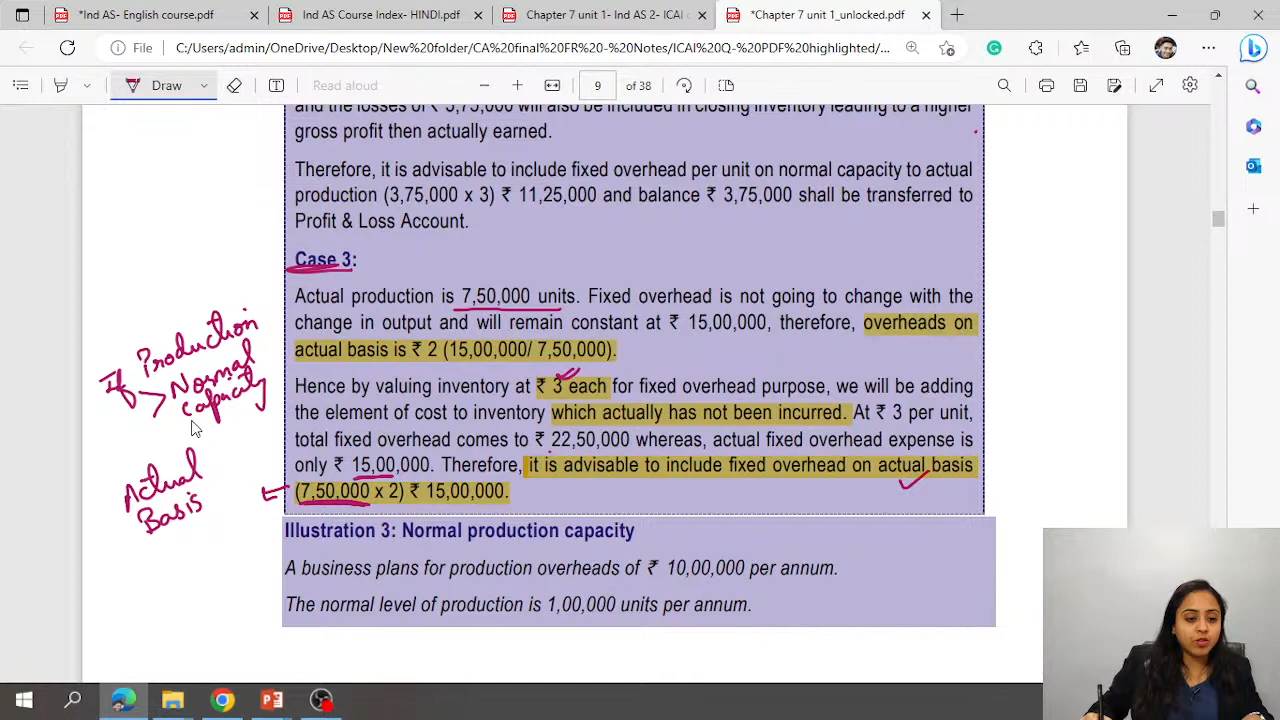 *Ind AS- English course.pdf
Ind AS Course Index- HINDI.pdf
Chapter 7 unit 1- Ind AS 2- ICAI
*Chapter 7 unit 1_unlocked.pdf
File
C:/Users/admin/OneDrive/Desktop/New%20folder/CA%20final%20FR%20-%20Notes/ICAI%20Q-%20PDF%20highlighted/...
Draw
Read aloud
9 of 38
and the losses of ₹ 3,75,000 will also be included in closing inventory leading to a higher
gross profit then actually earned.
Therefore, it is advisable to include fixed overhead per unit on normal capacity to actual
production (3,75,000 x 3) ₹ 11,25,000 and balance ₹ 3,75,000 shall be transferred to
Profit & Loss Account.
Case 3:
Actual production is 7,50,000 units. Fixed overhead is not going to change with the
change in output and will remain constant at ₹ 15,00,000, therefore, overheads on
actual basis is ₹ 2 (15,00,000/ 7,50,000).
Hence by valuing inventory at ₹ 3 each for fixed overhead purpose, we will be adding
the element of cost to inventory which actually has not been incurred. At ₹ 3 per unit,
total fixed overhead comes to ₹ 22,50,000 whereas, actual fixed overhead expense is
only ₹ 15,00,000. Therefore, it is advisable to include fixed overhead on actual basis
(7,50,000 x 2) ₹ 15,00,000.
If Production
> Normal
capacity
Actual
Basis
Illustration 3: Normal production capacity
A business plans for production overheads of ₹ 10,00,000 per annum.
The normal level of production is 1,00,000 units per annum.